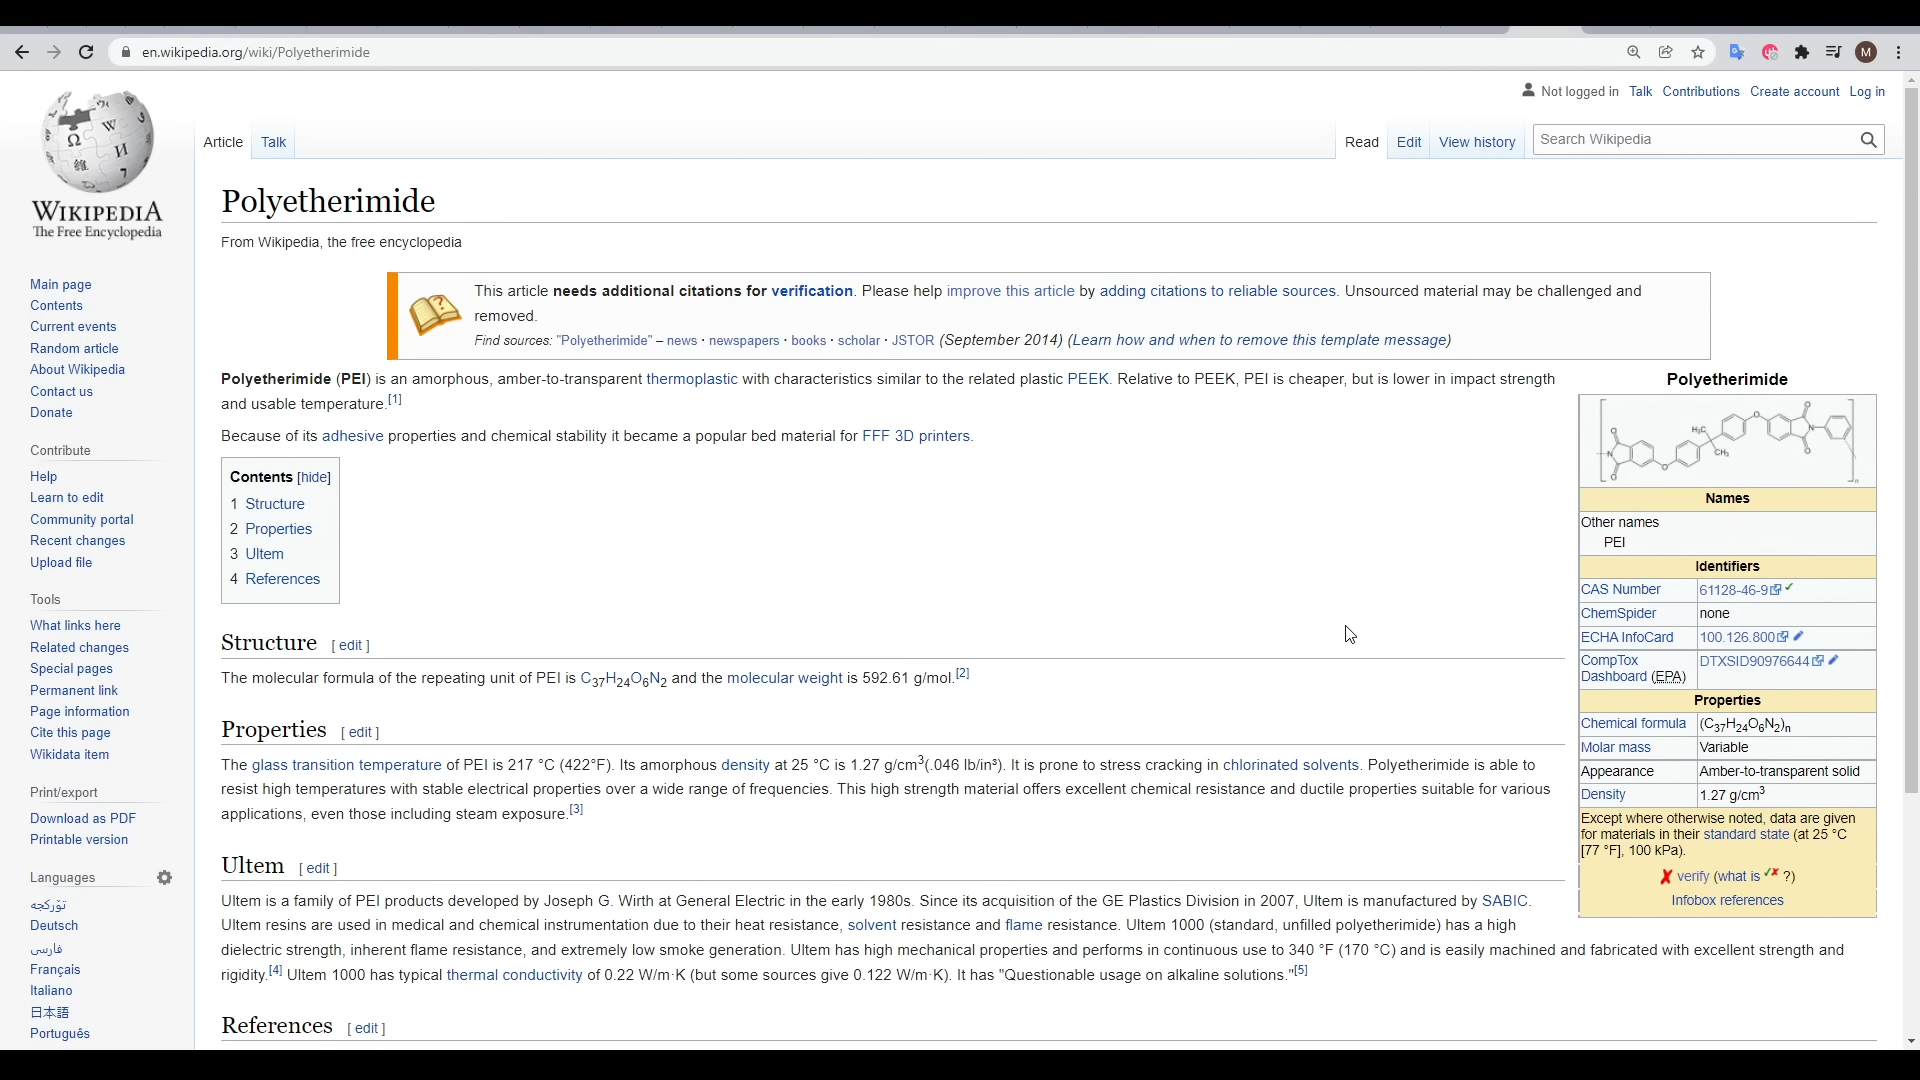 en.wikipedia.org/wiki/Polyetherimide
M
Not logged in Talk Contributions Create account Log in
Article Talk Read Edit View history Search Wikipedia
WIKIPEDIA
The Free Encyclopedia
Main page
Contents
Current events
Random article
About Wikipedia
Contact us
Donate
Contribute
Help
Learn to edit
Community portal
Recent changes
Upload file
Tools
What links here
Related changes
Special pages
Permanent link
Page information
Cite this page
Wikidata item
Print/export
Download as PDF
Printable version
Languages
تۆرکجه
Deutsch
فارسی
Français
Italiano
日本語
Português
Polyetherimide
From Wikipedia, the free encyclopedia
This article needs additional citations for verification. Please help improve this article by adding citations to reliable sources. Unsourced material may be challenged and
removed.
Find sources: "Polyetherimide" – news · newspapers · books · scholar · JSTOR (September 2014) (Learn how and when to remove this template message)
Polyetherimide (PEI) is an amorphous, amber-to-transparent thermoplastic with characteristics similar to the related plastic PEEK. Relative to PEEK, PEI is cheaper, but is lower in impact strength
and usable temperature.[1]
Because of its adhesive properties and chemical stability it became a popular bed material for FFF 3D printers.
Contents [hide]
1 Structure
2 Properties
3 Ultem
4 References
Structure [ edit ]
The molecular formula of the repeating unit of PEI is C37H24O6N2 and the molecular weight is 592.61 g/mol.[2]
Properties [ edit ]
The glass transition temperature of PEI is 217 °C (422°F). Its amorphous density at 25 °C is 1.27 g/cm3(.046 lb/in³). It is prone to stress cracking in chlorinated solvents. Polyetherimide is able to
resist high temperatures with stable electrical properties over a wide range of frequencies. This high strength material offers excellent chemical resistance and ductile properties suitable for various
applications, even those including steam exposure.[3]
Ultem [ edit ]
Ultem is a family of PEI products developed by Joseph G. Wirth at General Electric in the early 1980s. Since its acquisition of the GE Plastics Division in 2007, Ultem is manufactured by SABIC.
Ultem resins are used in medical and chemical instrumentation due to their heat resistance, solvent resistance and flame resistance. Ultem 1000 (standard, unfilled polyetherimide) has a high
dielectric strength, inherent flame resistance, and extremely low smoke generation. Ultem has high mechanical properties and performs in continuous use to 340 °F (170 °C) and is easily machined and fabricated with excellent strength and
rigidity.[4] Ultem 1000 has typical thermal conductivity of 0.22 W/m·K (but some sources give 0.122 W/m·K). It has "Questionable usage on alkaline solutions."[5]
References [ edit ]
Polyetherimide
H3C
CH3
O O O O O O N N n
Names
Other names
PEI
Identifiers
CAS Number 61128-46-9
ChemSpider none
ECHA InfoCard 100.126.800
CompTox
Dashboard (EPA) DTXSID90976644
Properties
Chemical formula (C37H24O6N2)n
Molar mass Variable
Appearance Amber-to-transparent solid
Density 1.27 g/cm3
Except where otherwise noted, data are given
for materials in their standard state (at 25 °C
[77 °F], 100 kPa).
verify (what is ?)
Infobox references